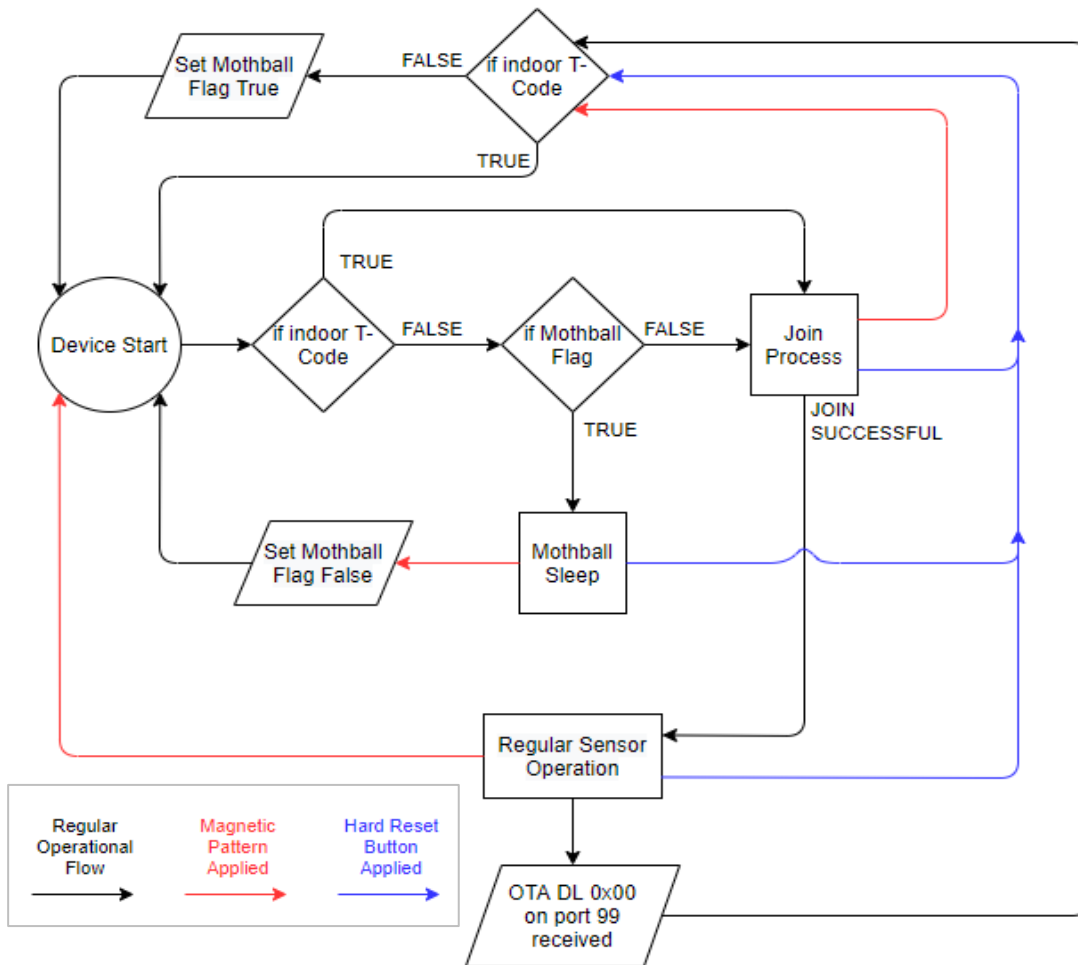 Set Mothball
Flag True
FALSE
if indoor T-
Code
TRUE
TRUE
Device Start
if indoor T-
Code
FALSE
if Mothball
Flag
FALSE
Join
Process
TRUE
JOIN
SUCCESSFUL
Set Mothball
Flag False
Mothball
Sleep
Regular Sensor
Operation
Regular
Operational
Flow
Magnetic
Pattern
Applied
Hard Reset
Button
Applied
OTA DL 0x00
on port 99
received